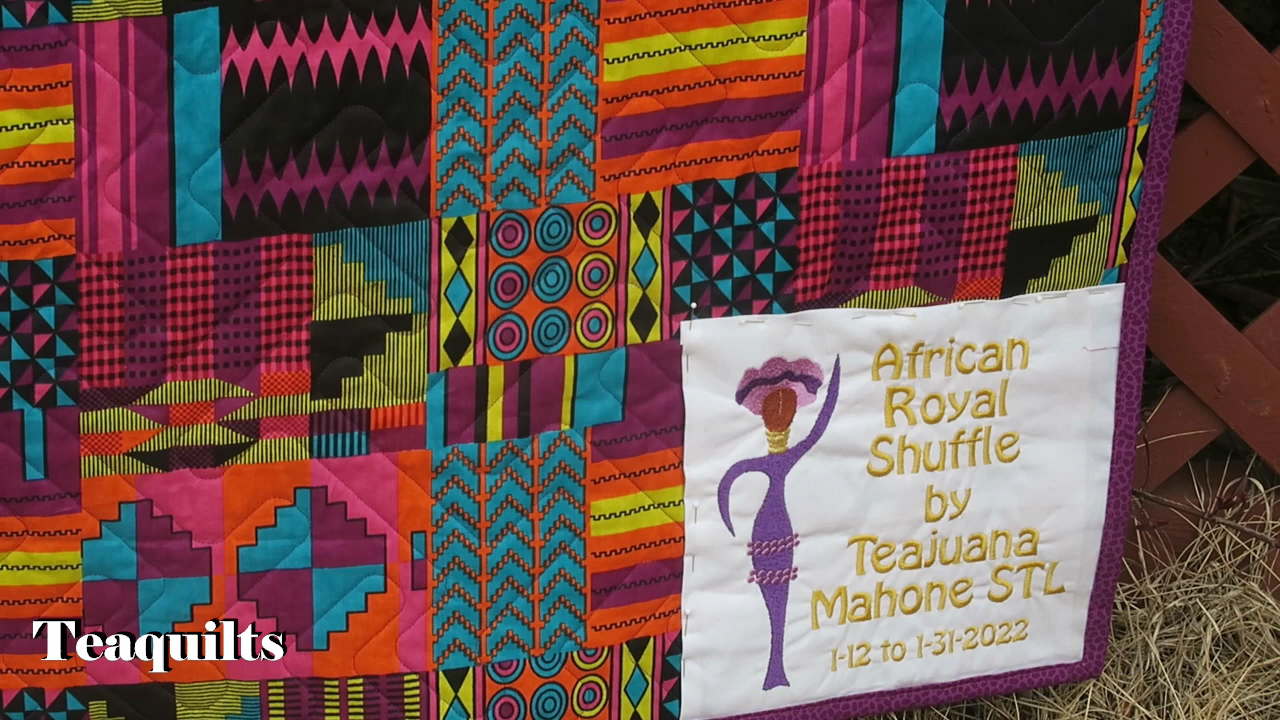 African
Royal
Shuffle
by
Teajuana
Mahone STL
1-12 to 1-31-2022
Teaquilts